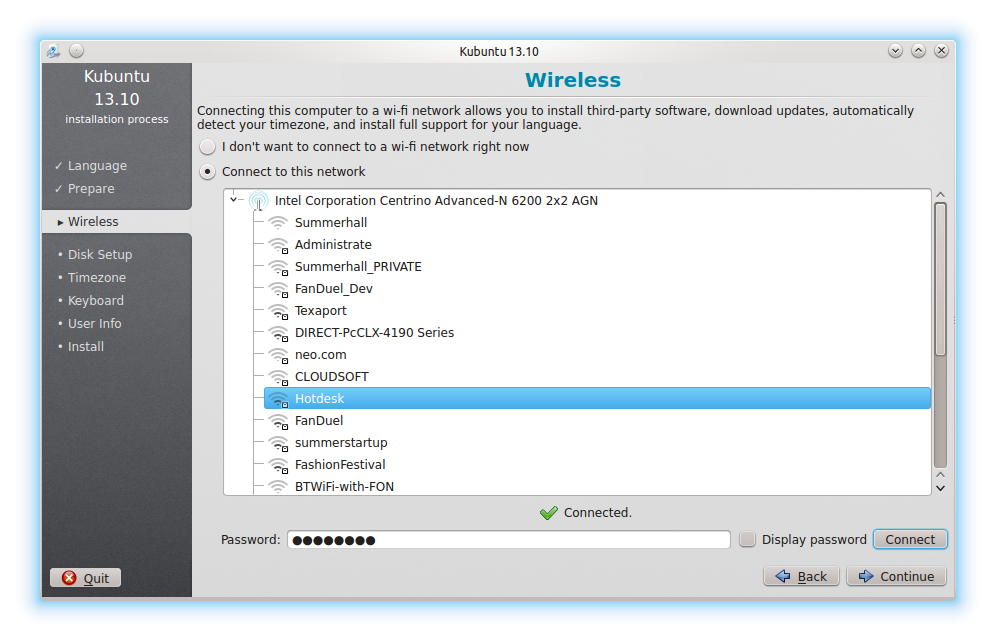 Kubuntu 13.10
Kubuntu
13.10
installation process
✓ Language
✓ Prepare
▸ Wireless
• Disk Setup
• Timezone
• Keyboard
• User Info
• Install
Quit
Wireless
Connecting this computer to a wi-fi network allows you to install third-party software, download updates, automatically
detect your timezone, and install full support for your language.
I don't want to connect to a wi-fi network right now
Connect to this network
Intel Corporation Centrino Advanced-N 6200 2x2 AGN
Summerhall
Administrate
Summerhall_PRIVATE
FanDuel_Dev
Texaport
DIRECT-PcCLX-4190 Series
neo.com
CLOUDSOFT
Hotdesk
FanDuel
summerstartup
FashionFestival
BTWiFi-with-FON
Connected.
Password: ●●●●●●●● Display password Connect
Back Continue